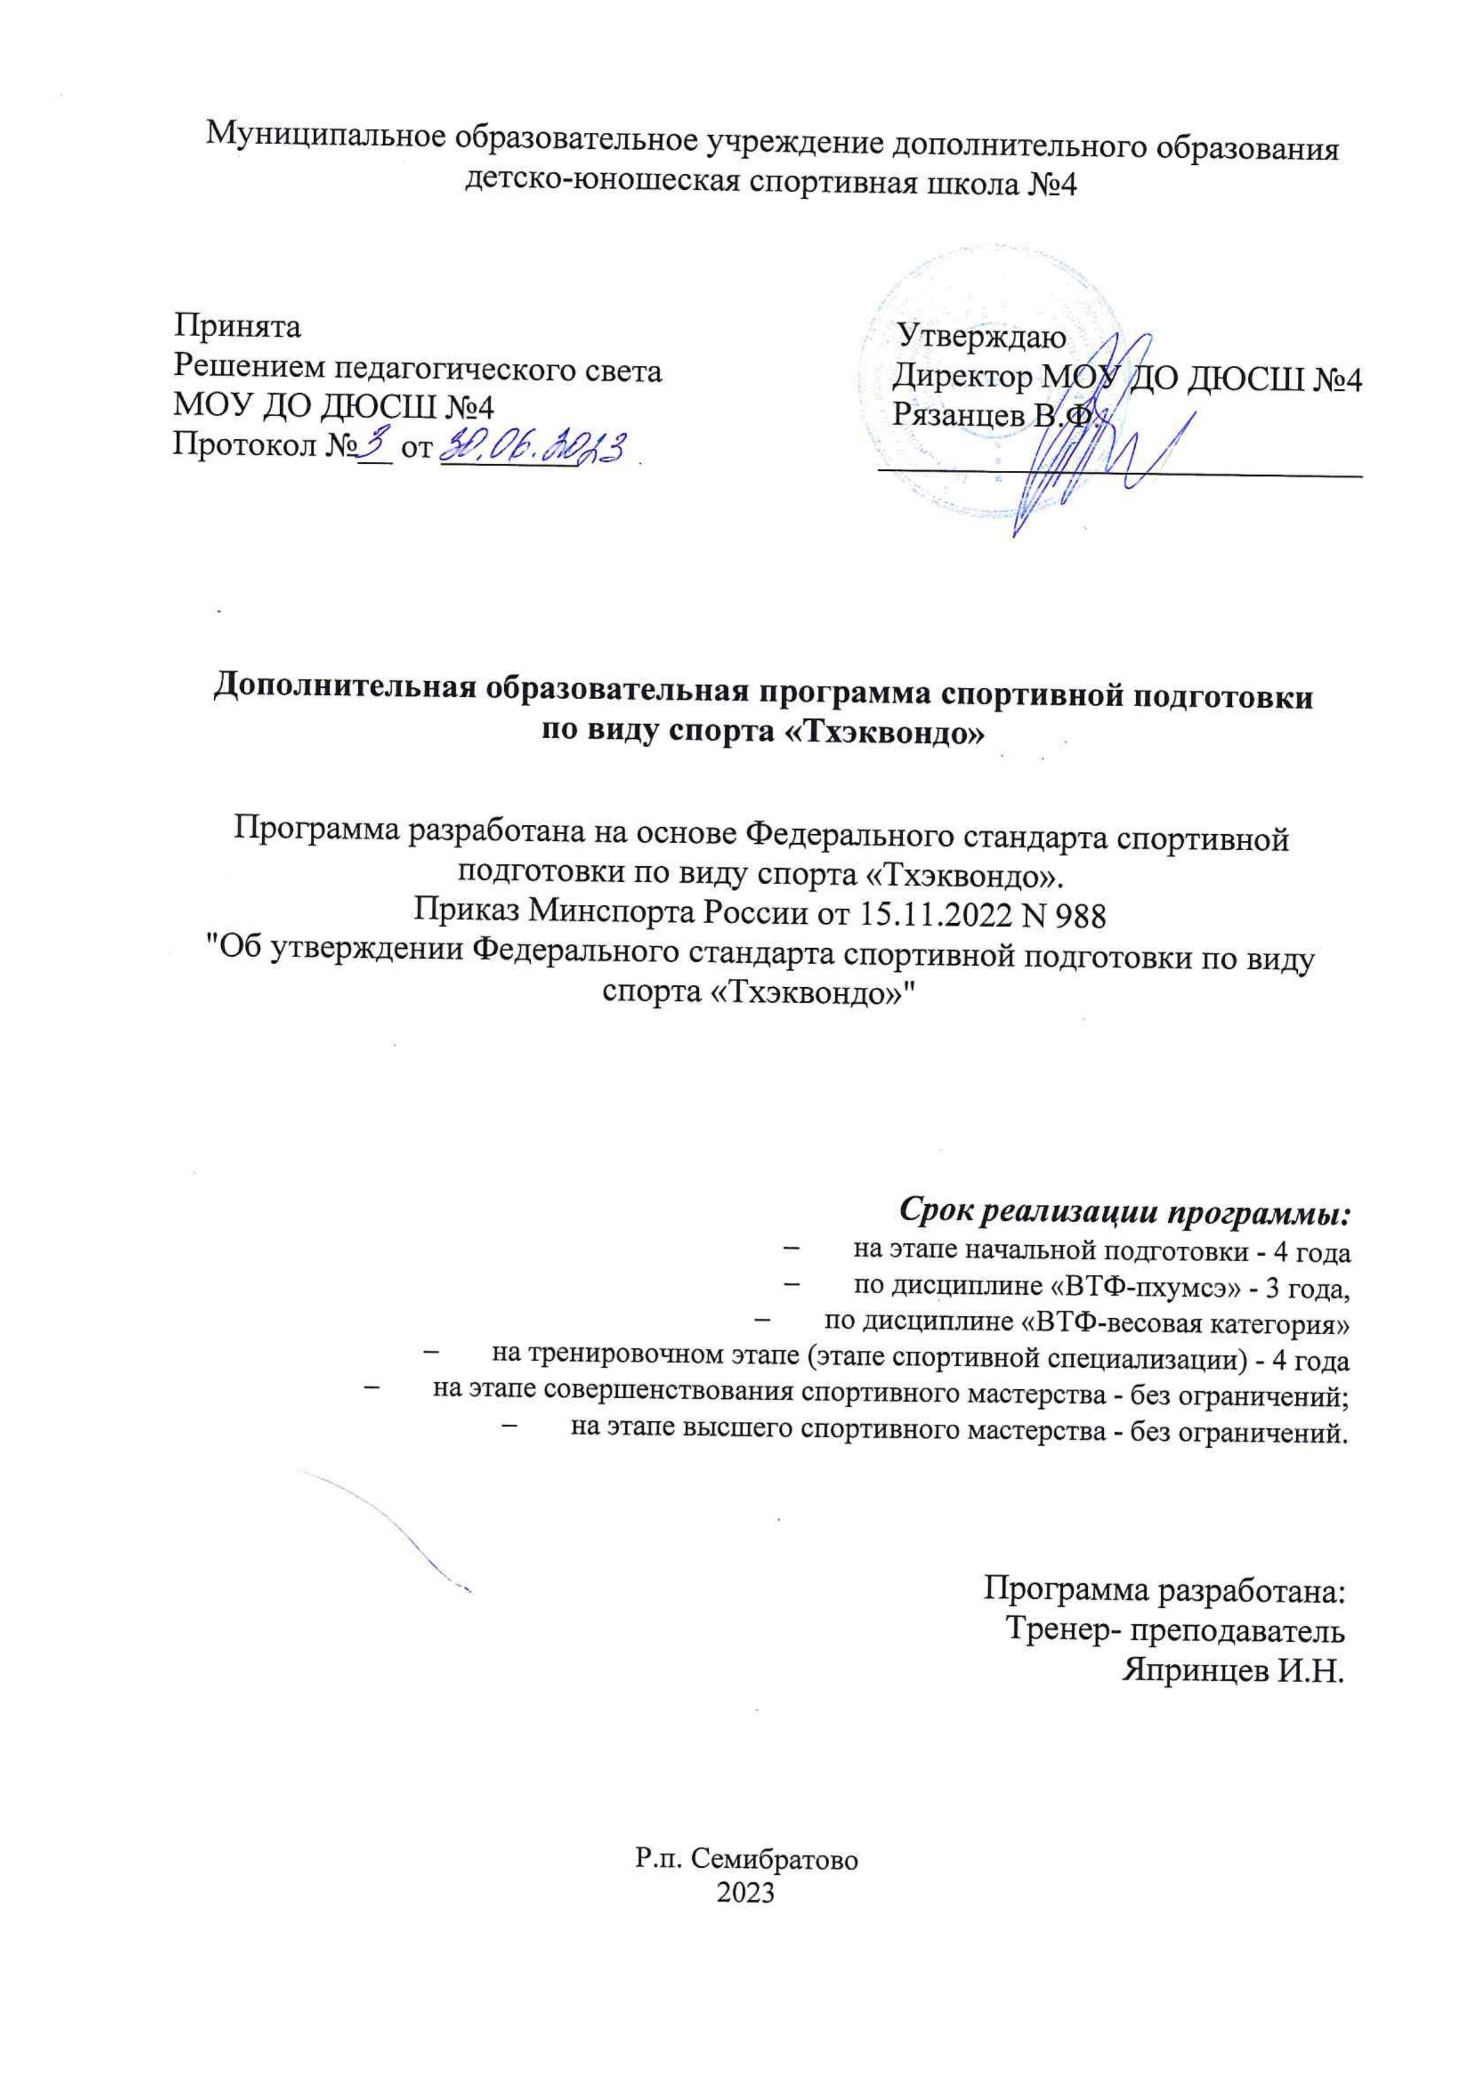 Муниципальное образовательное учреждение дополнительного образования
детско-юношеская спортивная школа №4
Принята
Решением педагогического света
МОУ ДО ДЮСШ №4
Протокол № 3 от 30.06.2023
Утверждаю
Директор МОУ ДО ДЮСШ №4
Рязанцев В.Ф.
Дополнительная образовательная программа спортивной подготовки
по виду спорта «Тхэквондо»
Программа разработана на основе Федерального стандарта спортивной
подготовки по виду спорта «Тхэквондо».
Приказ Минспорта России от 15.11.2022 N 988
"Об утверждении Федерального стандарта спортивной подготовки по виду
спорта «Тхэквондо»"
Срок реализации программы:
– на этапе начальной подготовки - 4 года
– по дисциплине «ВТФ-пхумсэ» - 3 года,
– по дисциплине «ВТФ-весовая категория»
– на тренировочном этапе (этапе спортивной специализации) - 4 года
– на этапе совершенствования спортивного мастерства - без ограничений;
– на этапе высшего спортивного мастерства - без ограничений.
Программа разработана:
Тренер- преподаватель
Япринцев И.Н.
Р.п. Семибратово
2023